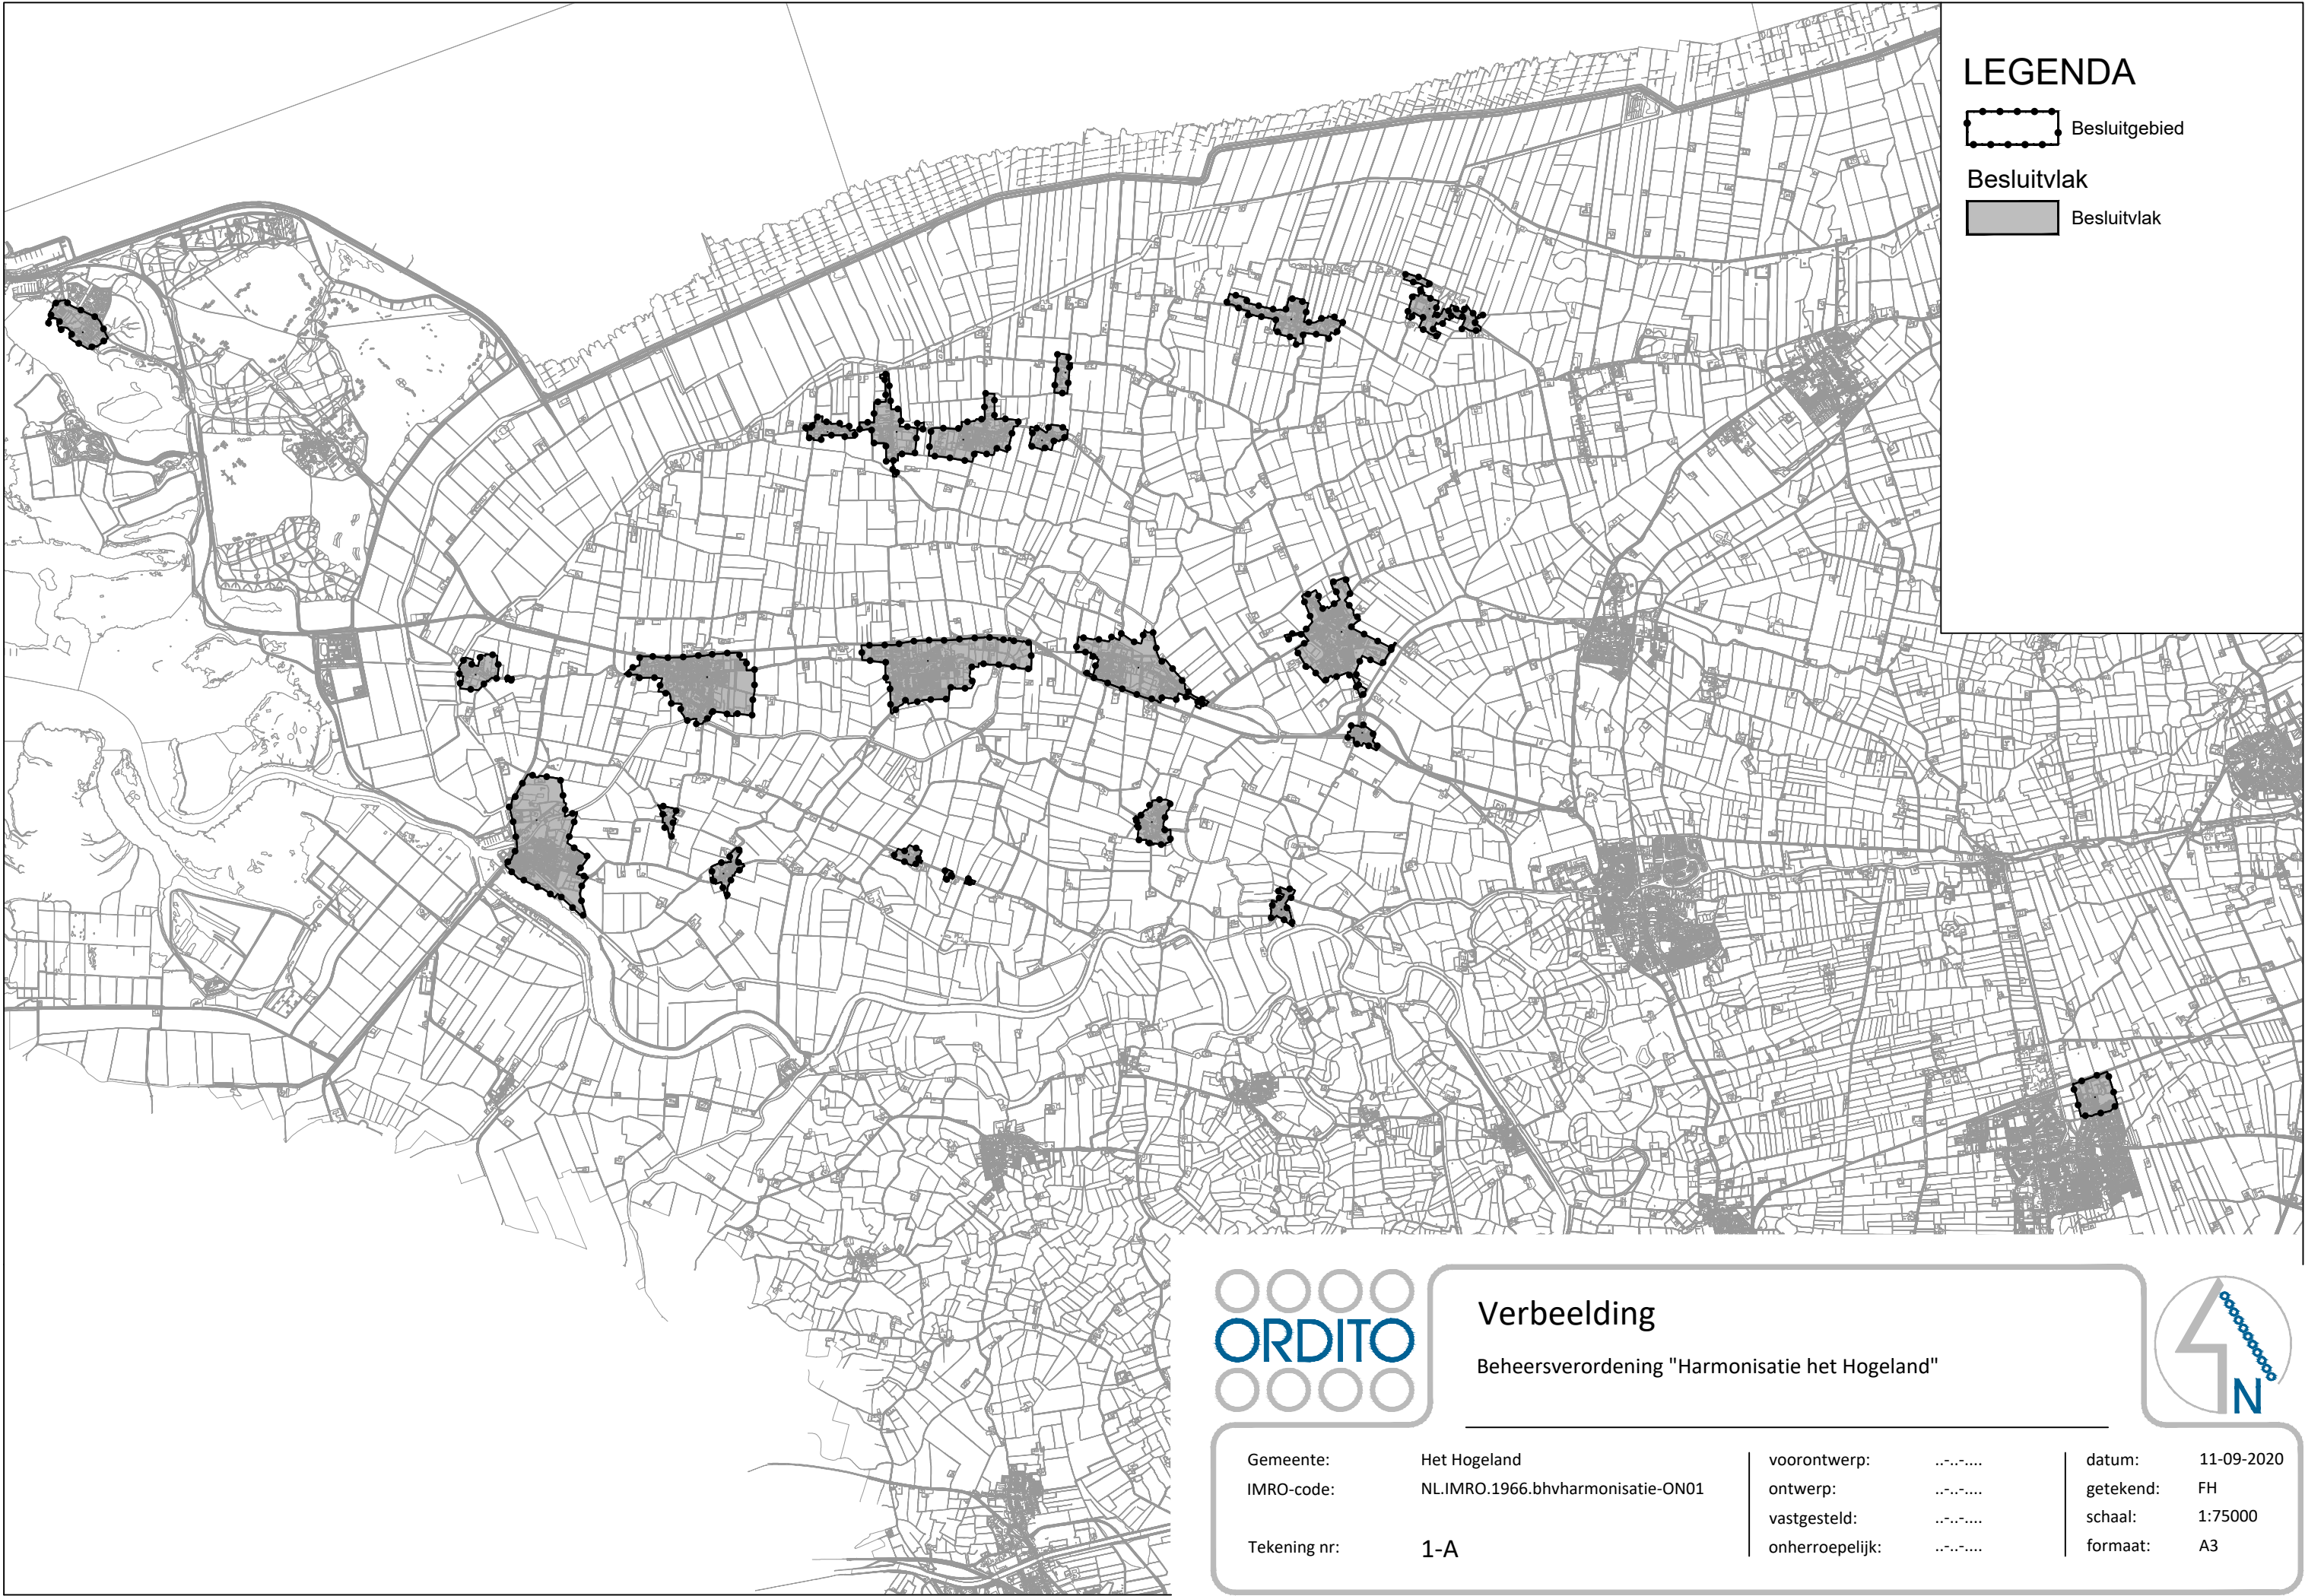 LEGENDA
Besluitgebied
Besluitvlak
Besluitvlak
ORDITO
Verbeelding
Beheersverordening "Harmonisatie het Hogeland"
N
Gemeente: Het Hogeland
IMRO-code: NL.IMRO.1966.bhvharmonisatie-ON01
Tekening nr: 1-A
voorontwerp: ..-..-....
ontwerp: ..-..-....
vastgesteld: ..-..-....
onherroepelijk: ..-..-....
datum: 11-09-2020
getekend: FH
schaal: 1:75000
formaat: A3